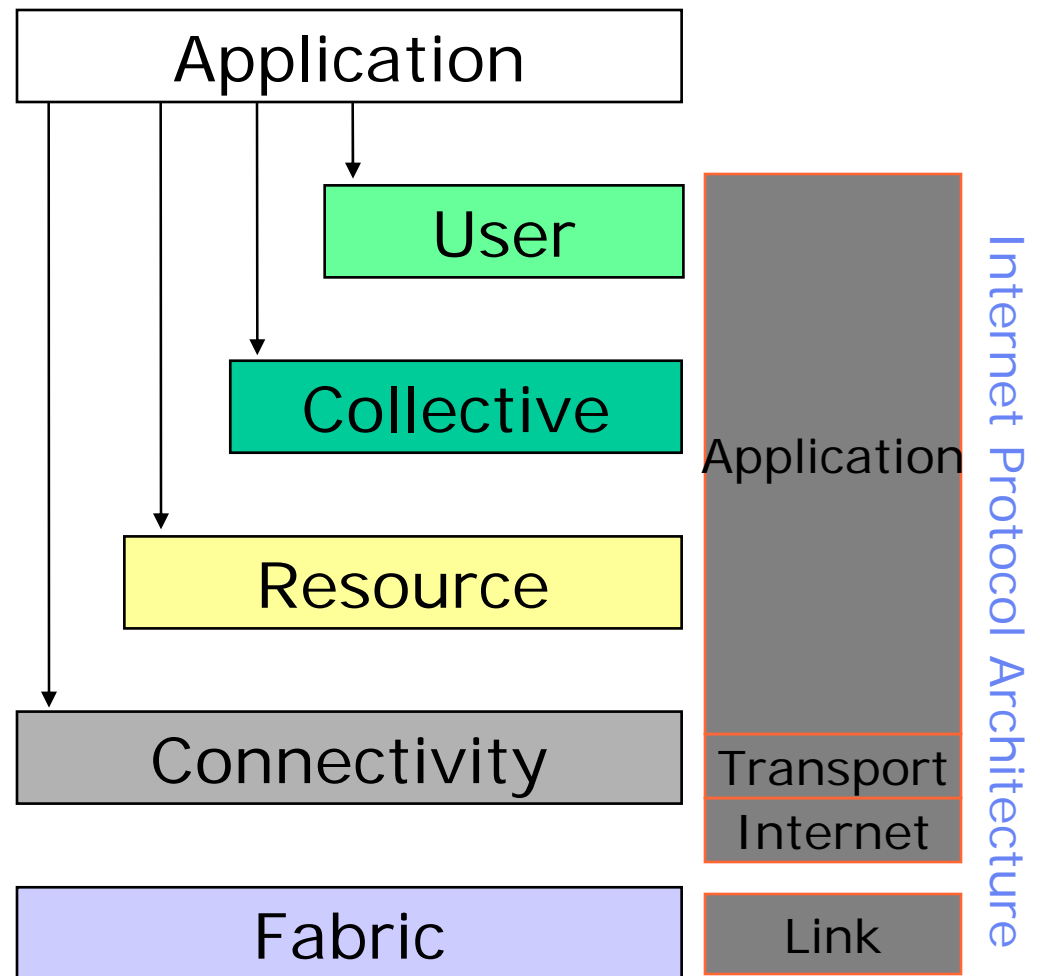 Application
User
Collective
Resource
Connectivity
Fabric
Application
Transport
Internet
Link
Internet Protocol Architecture